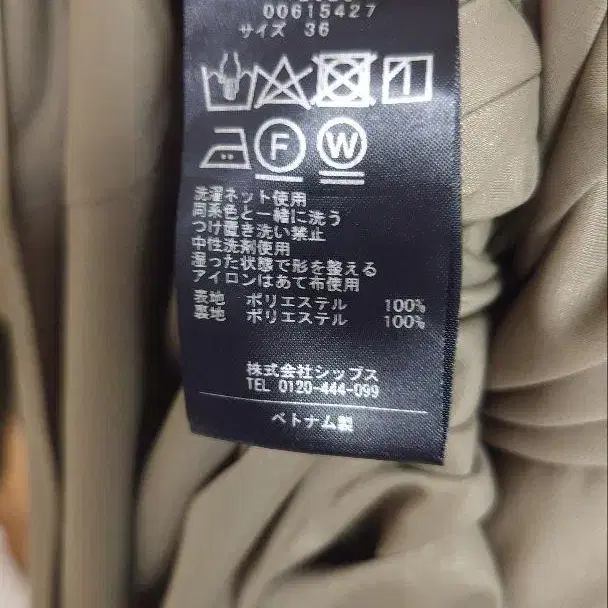 00615427
サイズ 36
F W
洗濯ネット使用
同系色と一緒に洗う
つけ置き洗い禁止
中性洗剤使用
湿った状態で形を整える
アイロンはあて布使用
表地 ポリエステル 100%
裏地 ポリエステル 100%
株式会社シップス
TEL 0120-444-099
ベトナム製